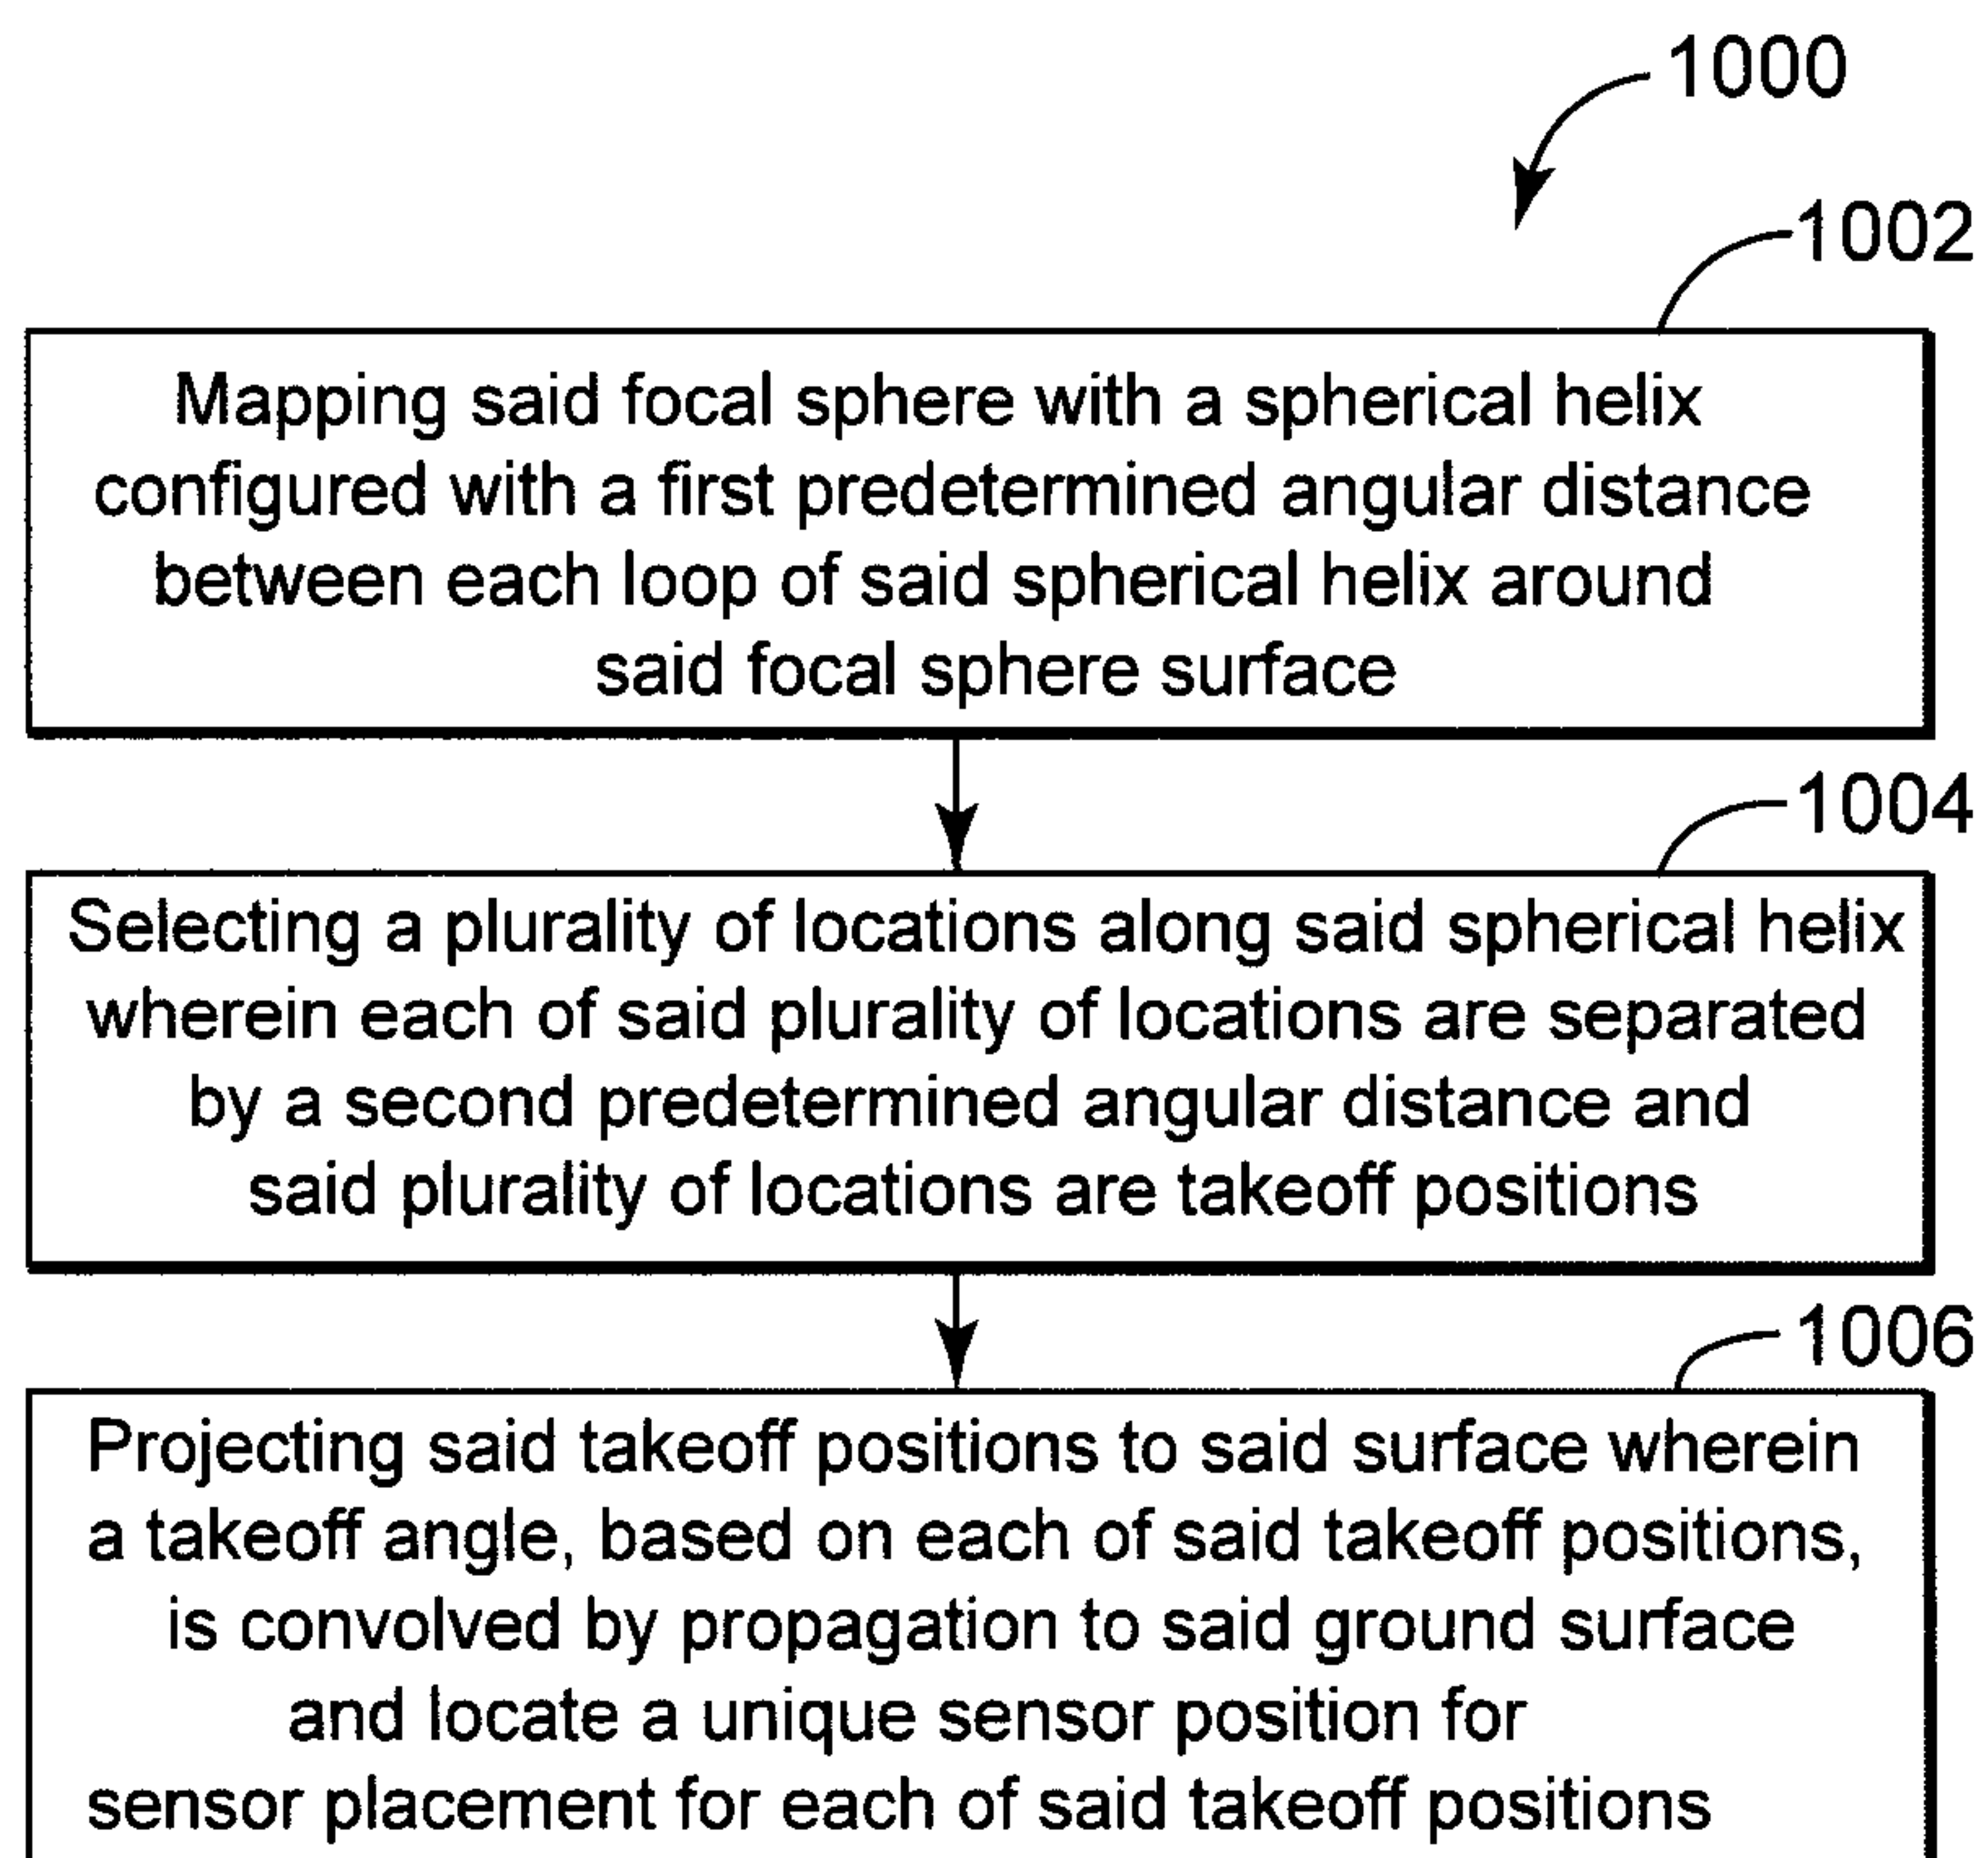 1000
1002
Mapping said focal sphere with a spherical helix
configured with a first predetermined angular distance
between each loop of said spherical helix around
said focal sphere surface
1004
Selecting a plurality of locations along said spherical helix
wherein each of said plurality of locations are separated
by a second predetermined angular distance and
said plurality of locations are takeoff positions
1006
Projecting said takeoff positions to said surface wherein
a takeoff angle, based on each of said takeoff positions,
is convolved by propagation to said ground surface
and locate a unique sensor position for
sensor placement for each of said takeoff positions